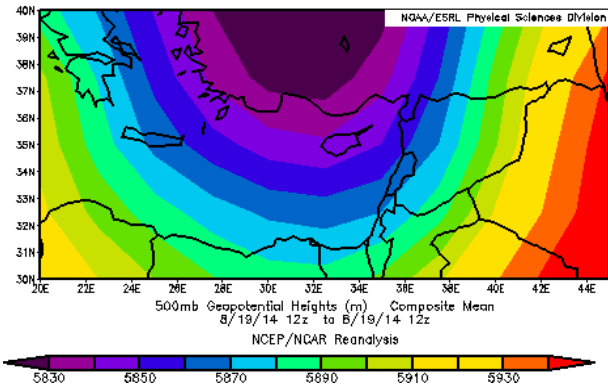 NOAA/ESRL Physical Sciences Division
40N
39N
38N
37N
36N
35N
34N
33N
32N
31N
30N
20E 22E 24E 26E 28E 30E 32E 34E 36E 38E 40E 42E 44E
500mb Geopotential Heights (m) Composite Mean
8/19/14 12z to 8/19/14 12z
NCEP/NCAR Reanalysis
5830 5850 5870 5890 5910 5930